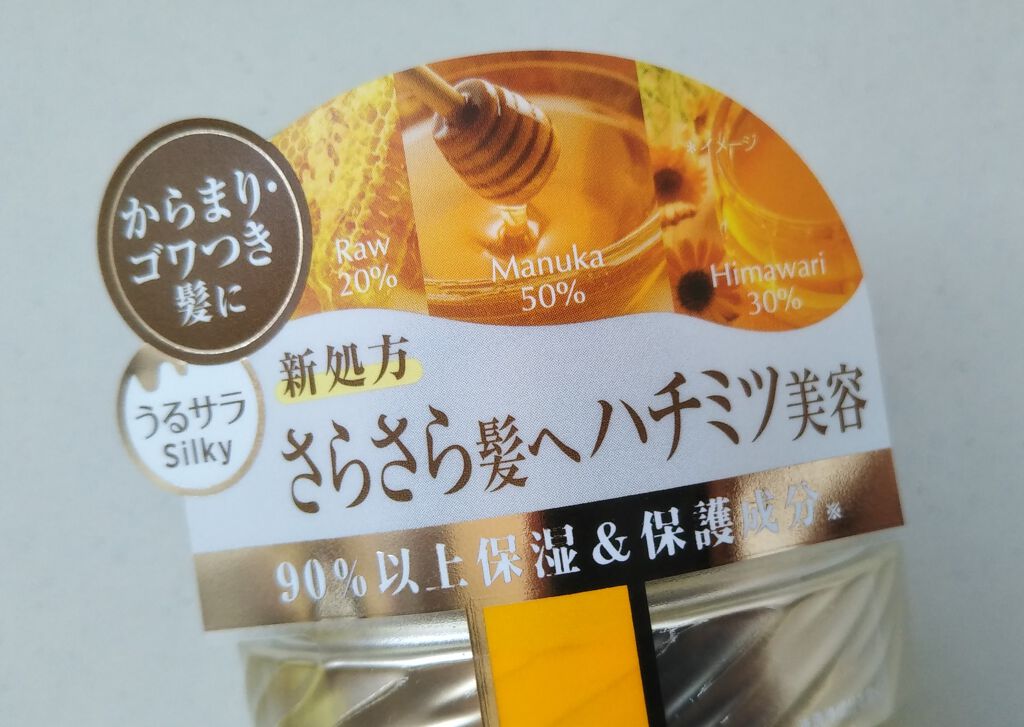 からまり・
ゴワつき
髪に
Raw
20%
Manuka
50%
*イメージ
Himawari
30%
うるサラ
Silky
新処方
さらさら髪へハチミツ美容
90%以上保湿&保護成分※